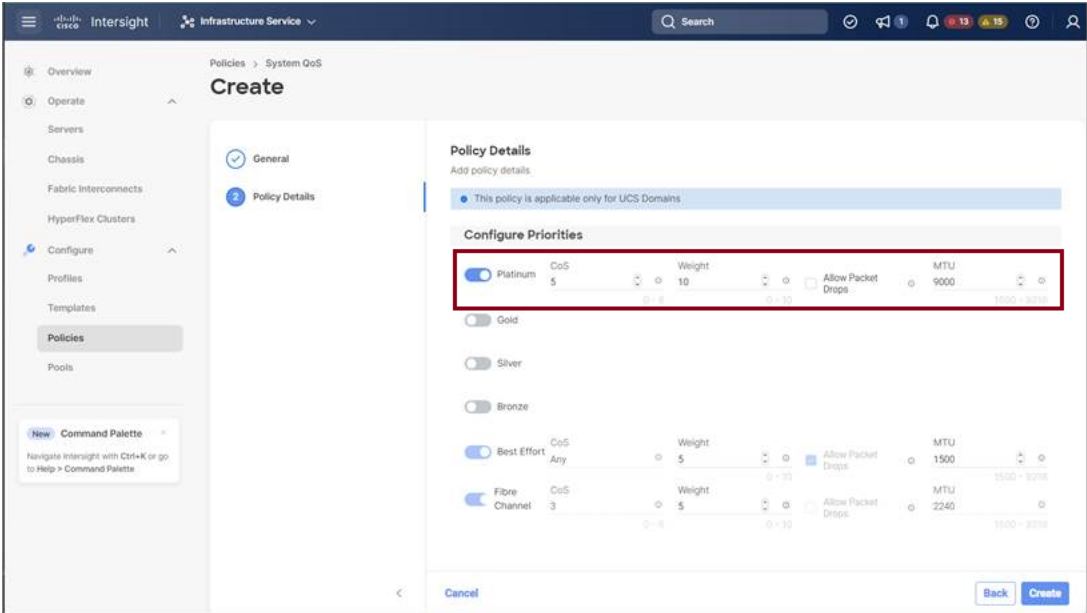 cisco Intersight
Infrastructure Service
Search
1
13
15
Overview
Operate
Servers
Chassis
Fabric Interconnects
HyperFlex Clusters
Configure
Profiles
Templates
Policies
Pools
New Command Palette
Navigate Intersight with Ctrl+K or go
to Help > Command Palette
Policies > System QoS
Create
General
2 Policy Details
Policy Details
Add policy details
This policy is applicable only for UCS Domains
Configure Priorities
Platinum
CoS
5
0 - 6
Weight
10
0 - 10
Allow Packet
Drops
MTU
9000
1500 - 9216
Gold
Silver
Bronze
Best Effort
CoS
Any
Weight
5
0 - 10
Allow Packet
Drops
MTU
1500
1500 - 9216
Fibre
Channel
CoS
3
0 - 6
Weight
5
0 - 10
Allow Packet
Drops
MTU
2240
1500 - 9216
Cancel
Back
Create